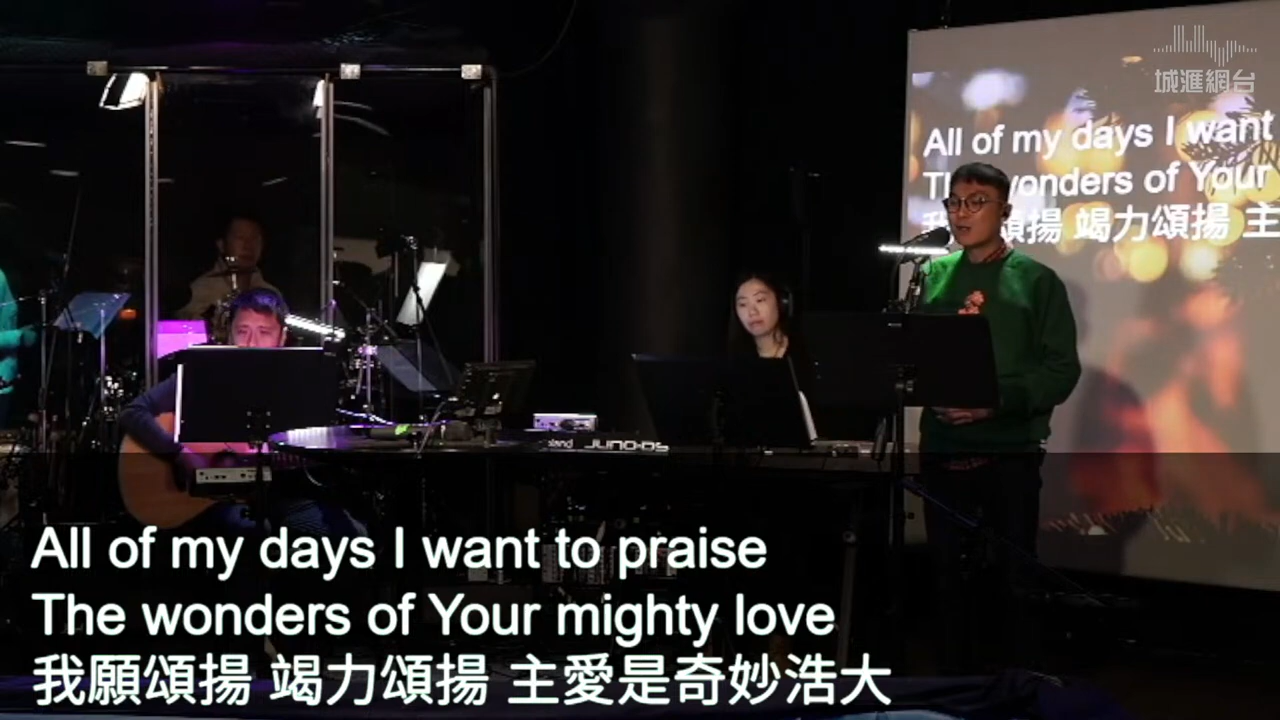 城滙網台
All of my days I want
wonders of Your
頌揚 竭力頌揚 主
JUNO-DS
All of my days I want to praise
The wonders of Your mighty love
我願頌揚 竭力頌揚 主愛是奇妙浩大